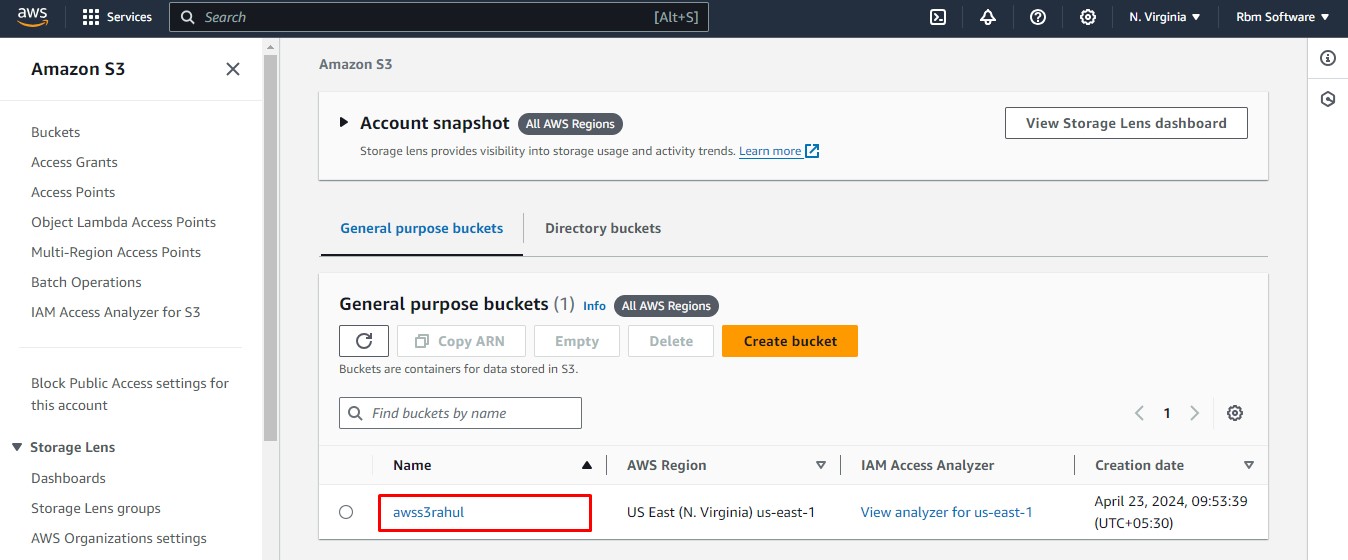 aws Services Search [Alt+S] N. Virginia Rbm Software
Amazon S3
Buckets
Access Grants
Access Points
Object Lambda Access Points
Multi-Region Access Points
Batch Operations
IAM Access Analyzer for S3
Block Public Access settings for
this account
Storage Lens
Dashboards
Storage Lens groups
AWS Organizations settings
Amazon S3
Account snapshot All AWS Regions View Storage Lens dashboard
Storage lens provides visibility into storage usage and activity trends. Learn more
General purpose buckets Directory buckets
General purpose buckets (1) Info All AWS Regions
Copy ARN Empty Delete Create bucket
Buckets are containers for data stored in S3.
Find buckets by name 1
Name AWS Region IAM Access Analyzer Creation date
awss3rahul US East (N. Virginia) us-east-1 View analyzer for us-east-1 April 23, 2024, 09:53:39
(UTC+05:30)